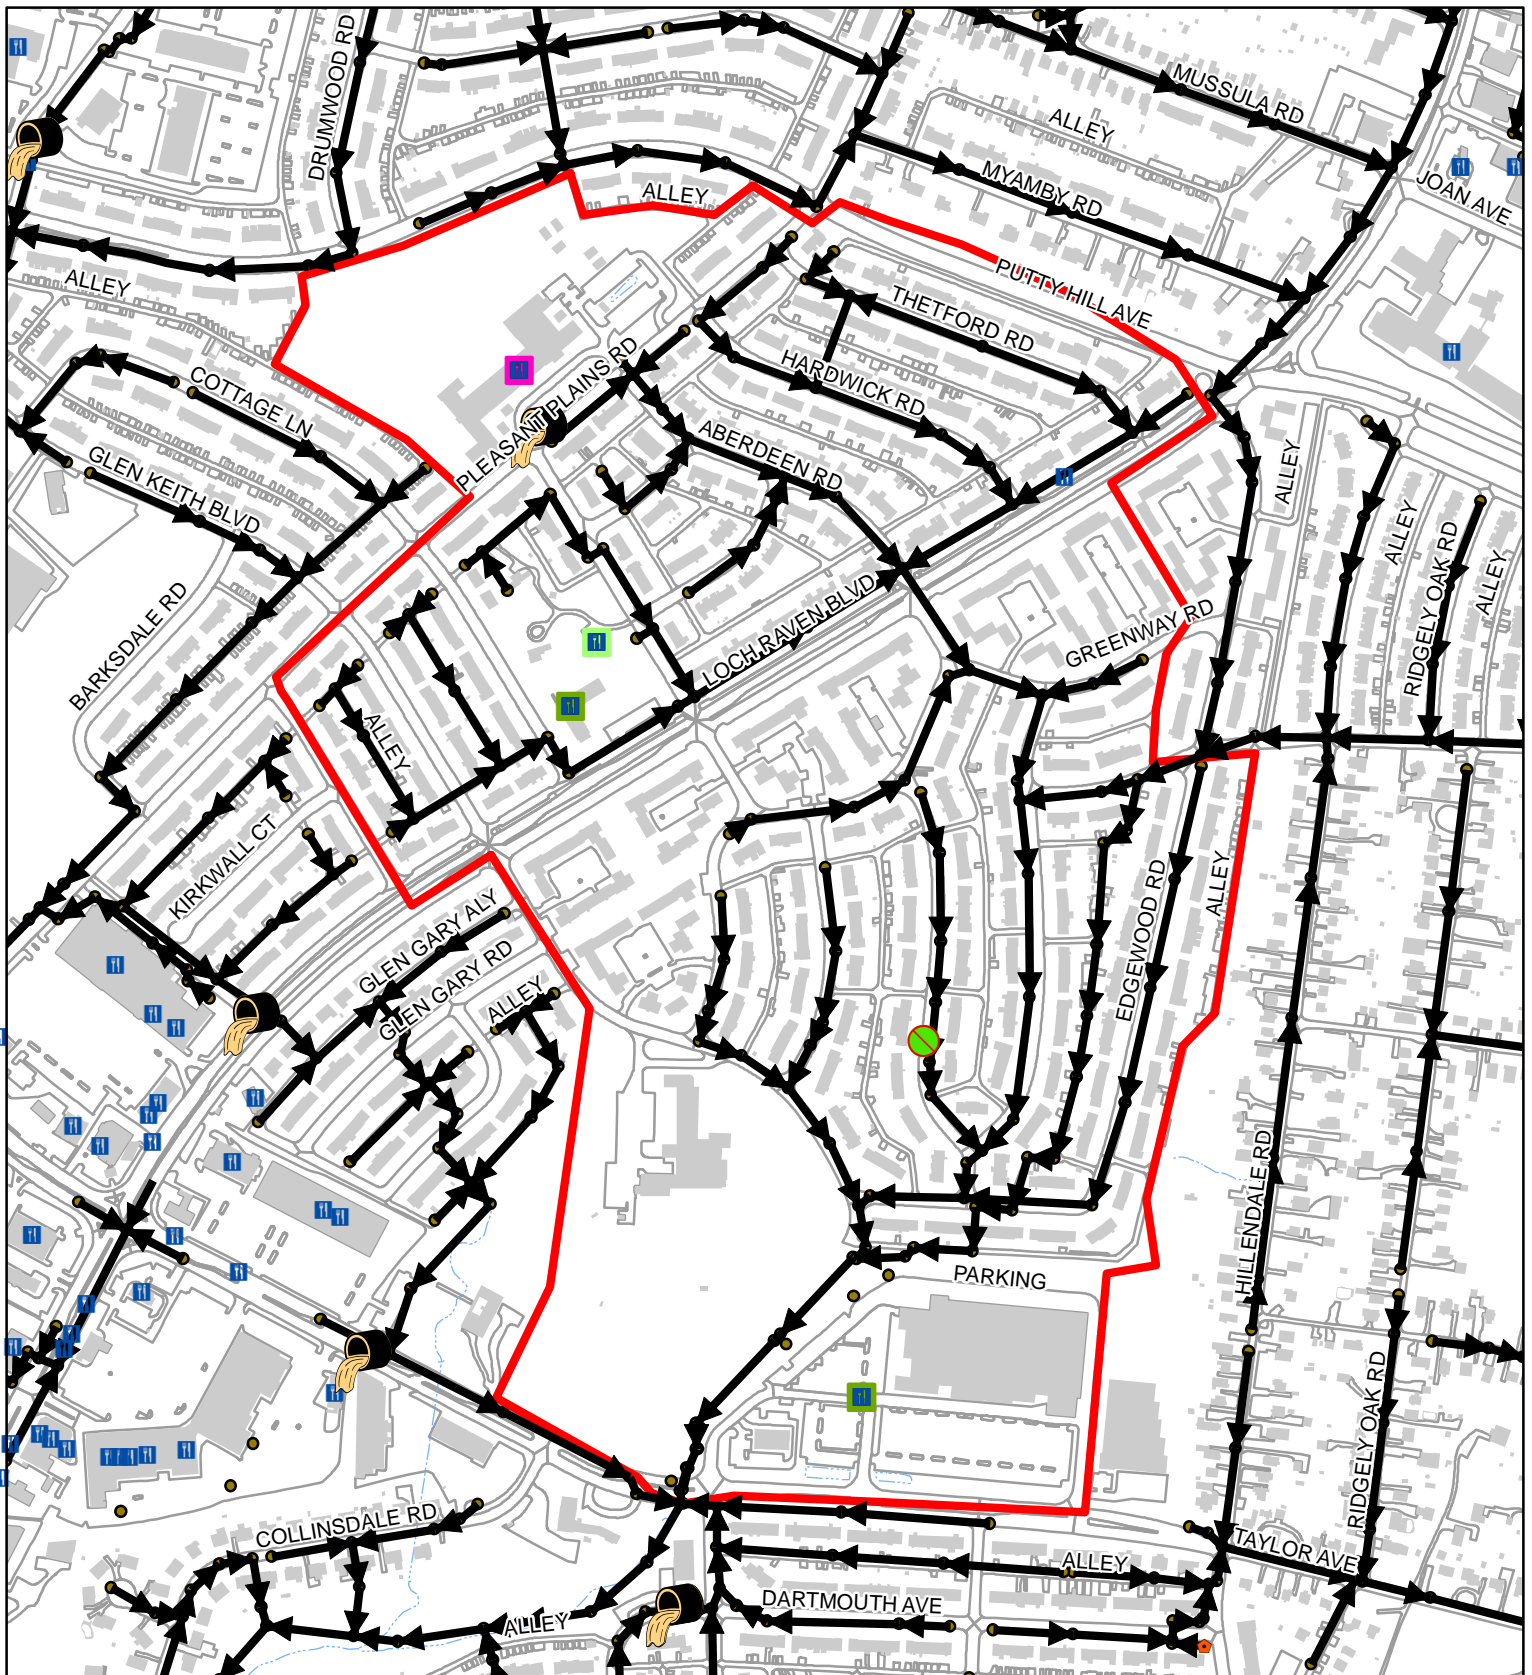 DRUMWOOD RD
MUSSULA RD
ALLEY
ALLEY
MYAMBY RD
JOAN AVE
ALLEY
PUTTY HILL AVE
THETFORD RD
HARDWICK RD
COTTAGE LN
PLEASANT PLAINS RD
ABERDEEN RD
GLEN KEITH BLVD
ALLEY
ALLEY
RIDGELY OAK RD
ALLEY
BARKSDALE RD
LOCH RAVEN BLVD
GREENWAY RD
ALLEY
KIRKWALL CT
EDGEWOOD RD
ALLEY
GLEN GARY ALY
GLEN GARY RD
ALLEY
HILLENDALE RD
PARKING
RIDGELY OAK RD
COLLINSDALE RD
TAYLOR AVE
ALLEY
DARTMOUTH AVE
ALLEY